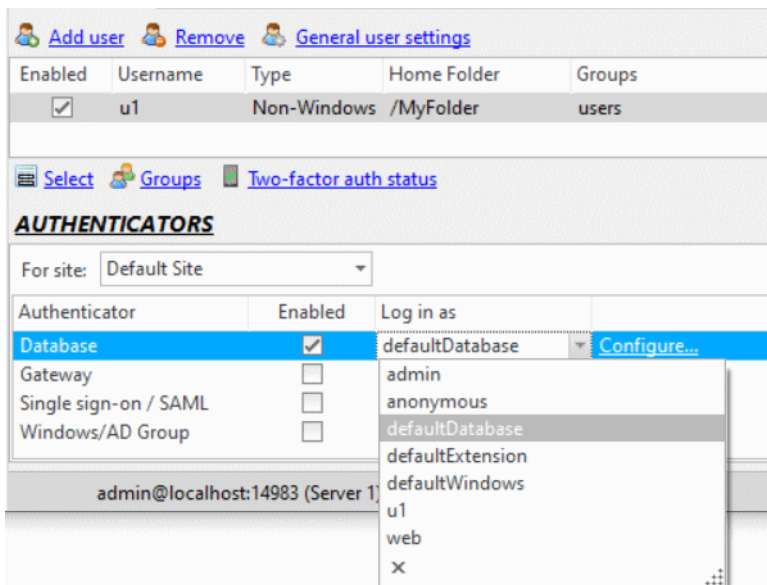 Add user Remove General user settings
Enabled Username Type Home Folder Groups
u1 Non-Windows /MyFolder users
Select Groups Two-factor auth status
AUTHENTICATORS
For site: Default Site
Authenticator Enabled Log in as
Database defaultDatabase Configure...
Gateway admin
Single sign-on / SAML anonymous
Windows/AD Group defaultDatabase
defaultExtension
admin@localhost:14983 (Server 1) defaultWindows
u1
web